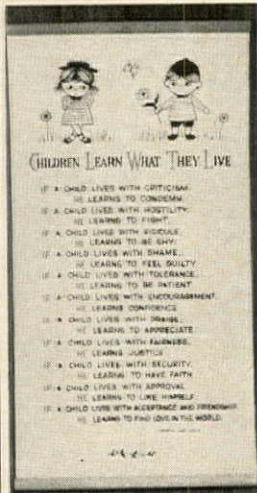 CHILDREN LEARN WHAT THEY LIVE
IF A CHILD LIVES WITH CRITICISM,
HE LEARNS TO CONDEMN.
IF A CHILD LIVES WITH HOSTILITY,
HE LEARNS TO FIGHT.
IF A CHILD LIVES WITH RIDICULE,
HE LEARNS TO BE SHY.
IF A CHILD LIVES WITH SHAME,
HE LEARNS TO FEEL GUILTY.
IF A CHILD LIVES WITH TOLERANCE,
HE LEARNS TO BE PATIENT.
IF A CHILD LIVES WITH ENCOURAGEMENT,
HE LEARNS CONFIDENCE.
IF A CHILD LIVES WITH PRAISE,
HE LEARNS TO APPRECIATE.
IF A CHILD LIVES WITH FAIRNESS,
HE LEARNS JUSTICE.
IF A CHILD LIVES WITH SECURITY,
HE LEARNS TO HAVE FAITH.
IF A CHILD LIVES WITH APPROVAL,
HE LEARNS TO LIKE HIMSELF.
IF A CHILD LIVES WITH ACCEPTANCE AND FRIENDSHIP,
HE LEARNS TO FIND LOVE IN THE WORLD.